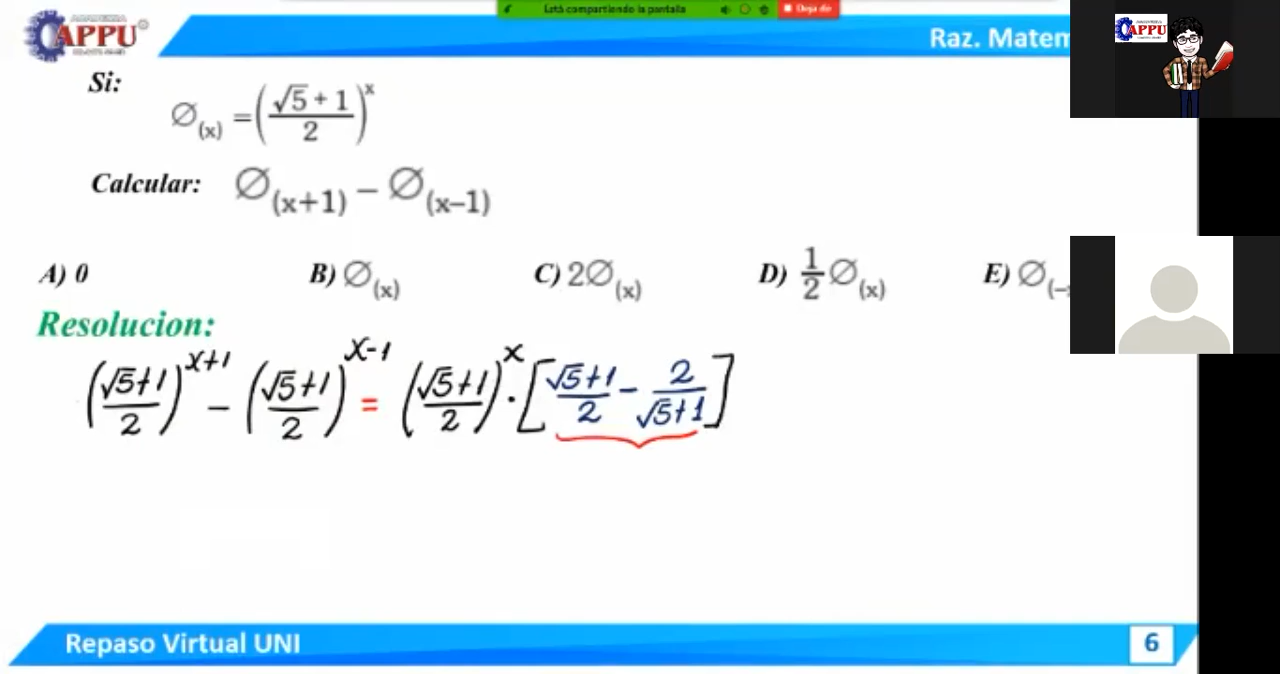 Está compartiendo la pantalla Deja de
ACADEMIA
APPU
Raz. Matem
APPU
Si:
∅(x) = ((√5 + 1)/2)^x
Calcular: ∅(x+1) − ∅(x−1)
A) 0 B) ∅(x) C) 2∅(x) D) 1/2 ∅(x) E) ∅(−
Resolucion:
((√5+1)/2)^(x+1) − ((√5+1)/2)^(x-1) = ((√5+1)/2)^x · [(√5+1)/2 − 2/(√5+1)]
Repaso Virtual UNI 6